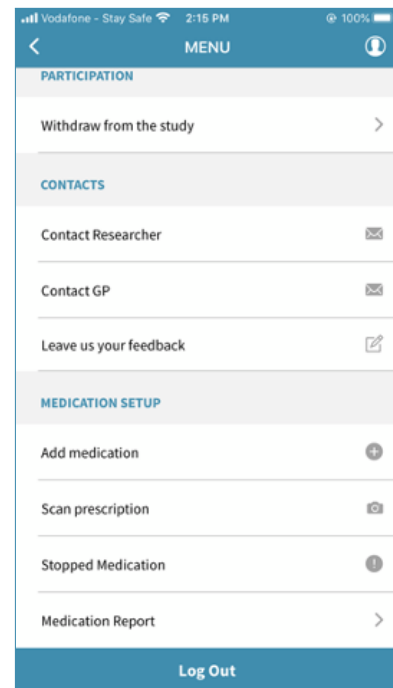 Vodafone - Stay Safe 2:15 PM 100%
MENU
PARTICIPATION
Withdraw from the study
CONTACTS
Contact Researcher
Contact GP
Leave us your feedback
MEDICATION SETUP
Add medication
Scan prescription
Stopped Medication
Medication Report
Log Out